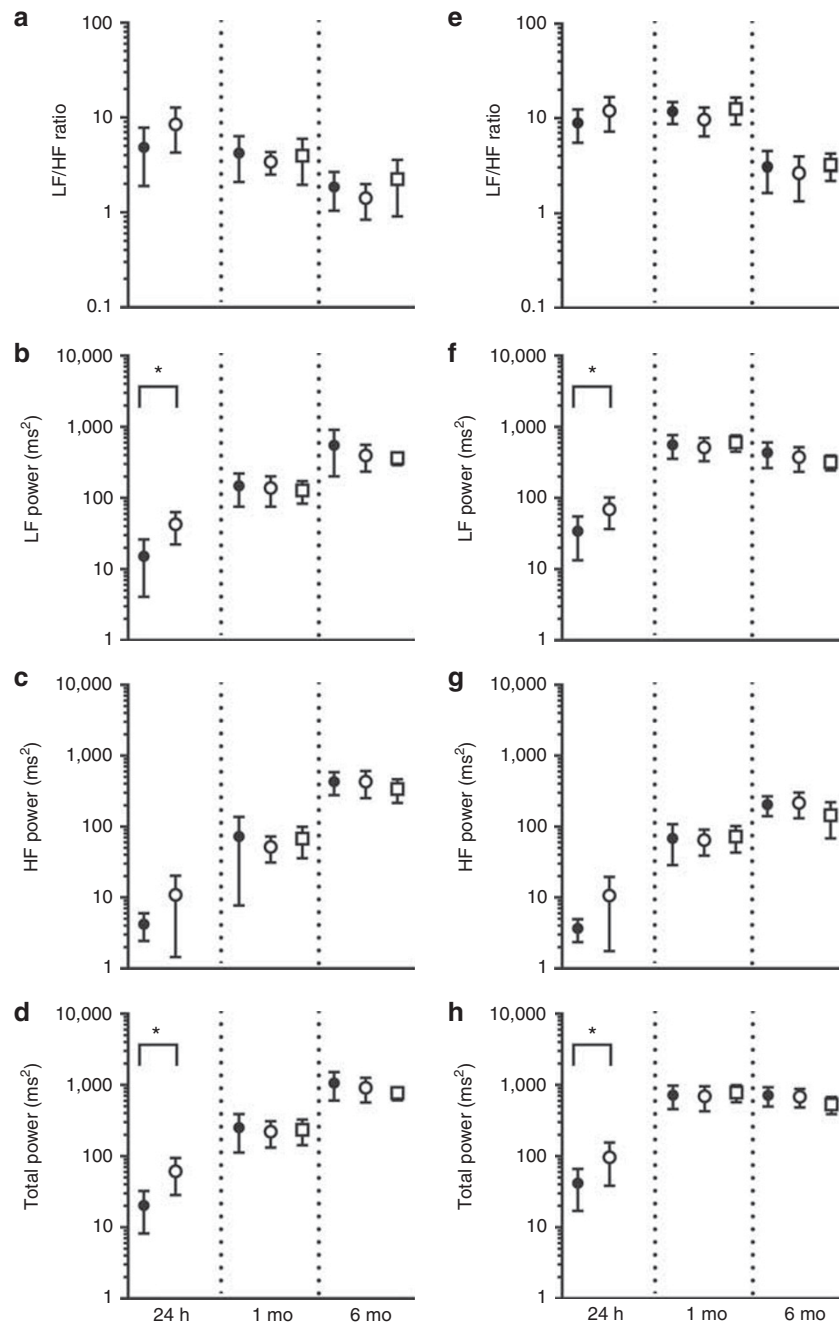 a
100
10
1
0.1
LF/HF ratio
e
100
10
1
0.1
LF/HF ratio
b
10,000
1,000
100
10
1
LF power (ms²)
*
f
10,000
1,000
100
10
1
LF power (ms²)
*
c
10,000
1,000
100
10
1
HF power (ms²)
g
10,000
1,000
100
10
1
HF power (ms²)
d
10,000
1,000
100
10
1
Total power (ms²)
*
24 h 1 mo 6 mo
h
10,000
1,000
100
10
1
Total power (ms²)
*
24 h 1 mo 6 mo